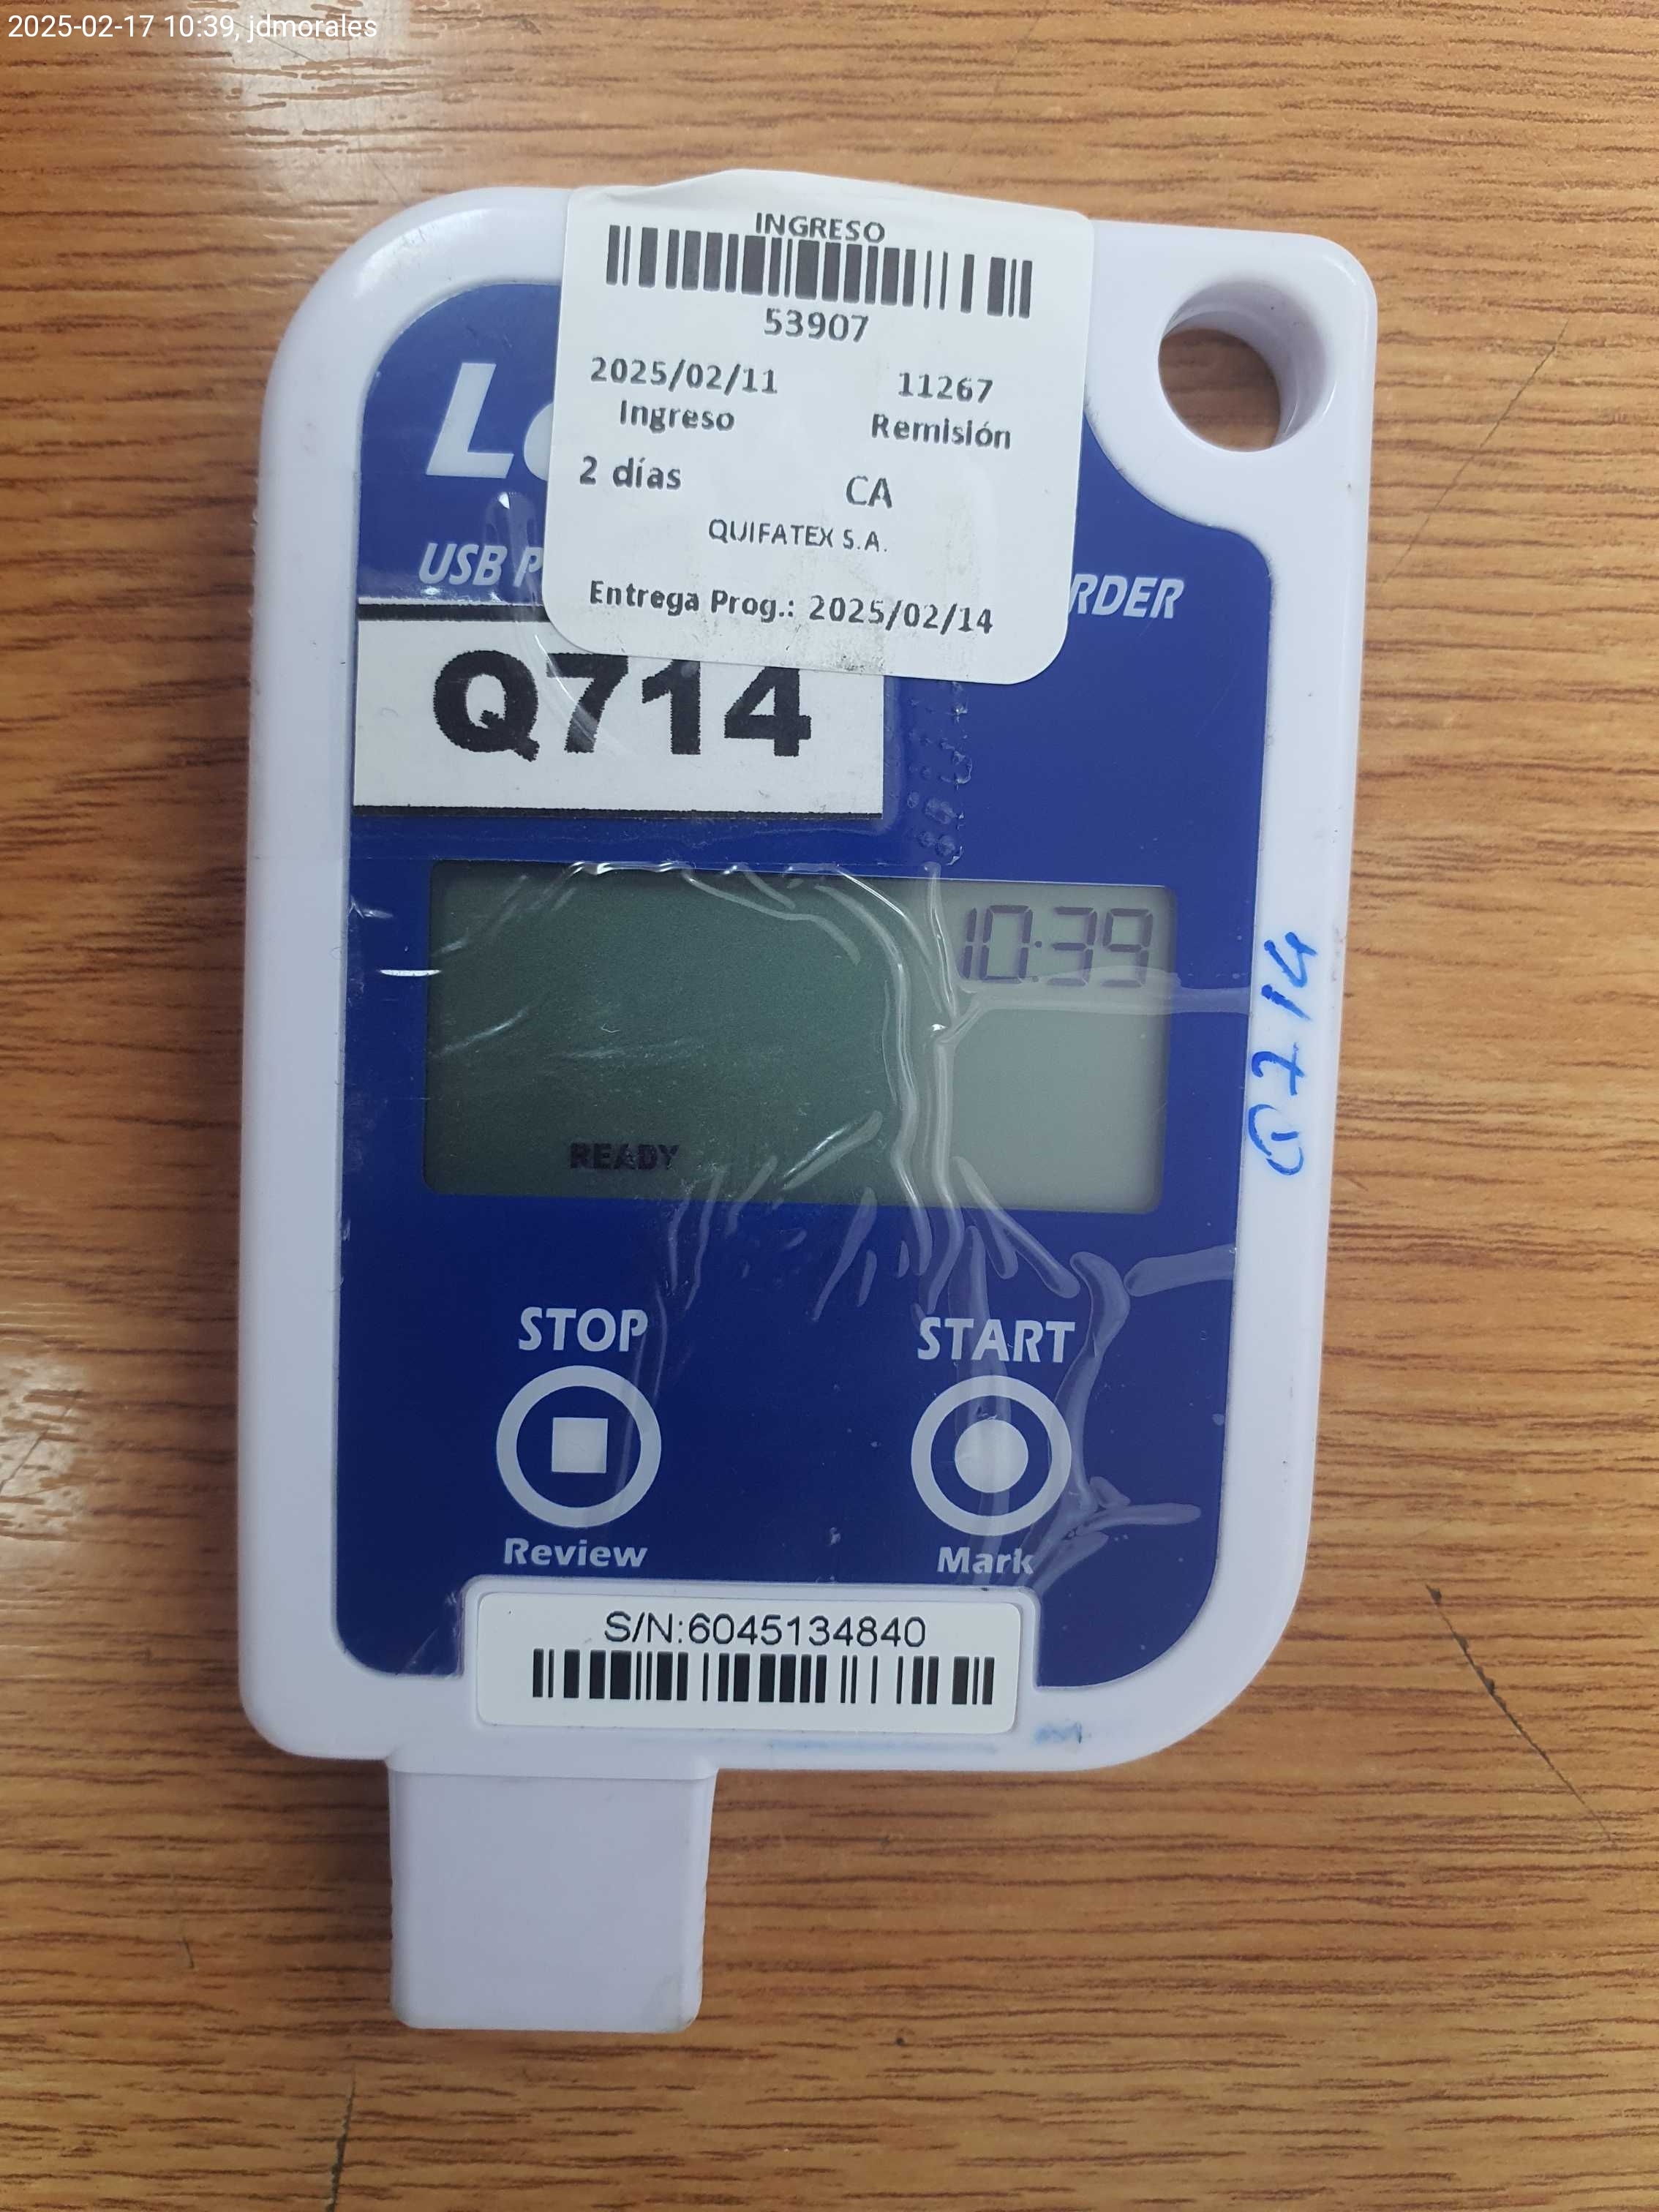 2025-02-17 10:39, jdmorales
INGRESO
53907
2025/02/11 11267
Ingreso Remisión
2 días CA
QUIFATEX S.A.
Entrega Prog.: 2025/02/14
USB
Q714
10:39
READY
Q714
STOP START
Review Mark
S/N:6045134840